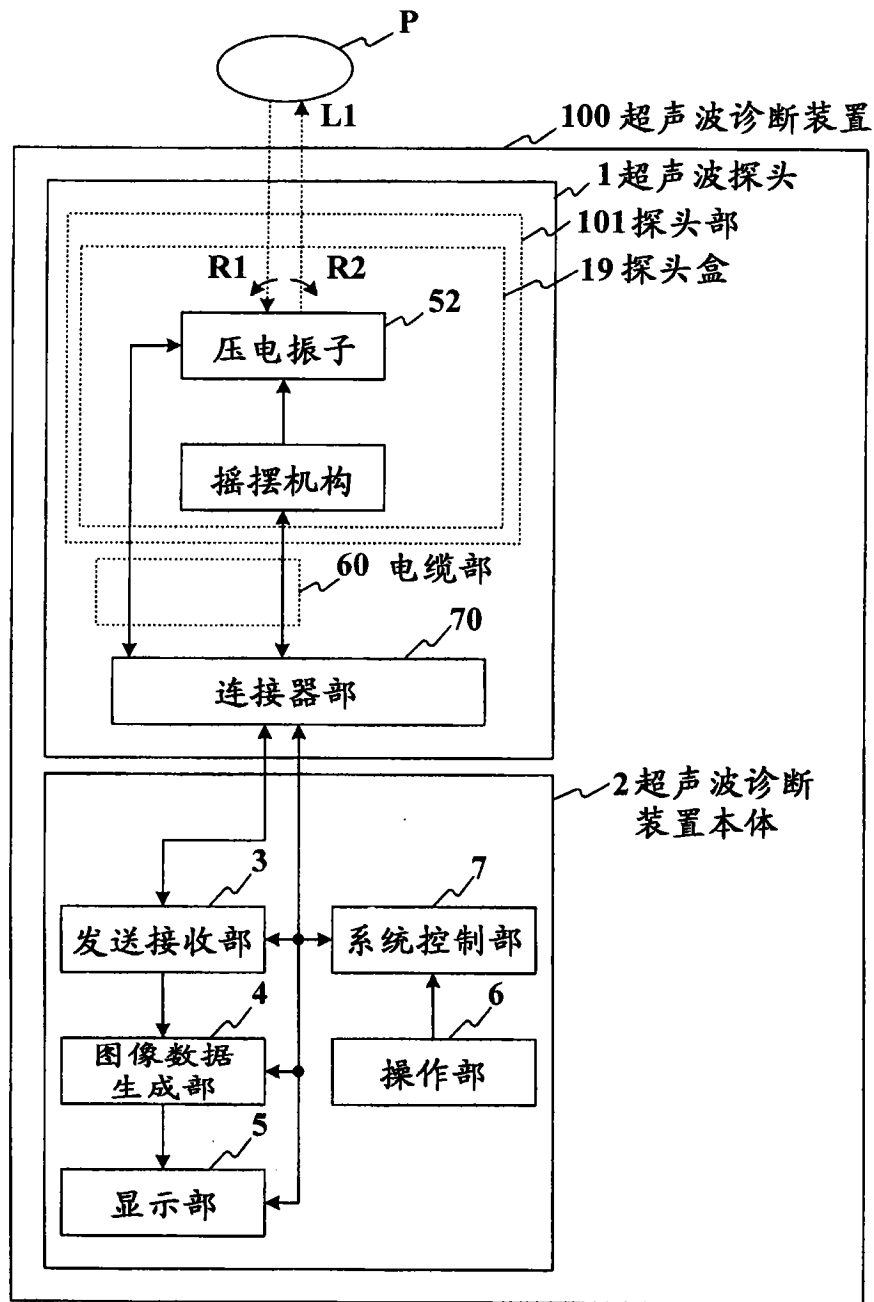 P
L1
100 超声波诊断装置
1 超声波探头
101 探头部
19 探头盒
R1 R2
52
压电振子
摇摆机构
60 电缆部
70
连接器部
2 超声波诊断
装置本体
3
发送接收部
7
系统控制部
4
图像数据
生成部
6
操作部
5
显示部